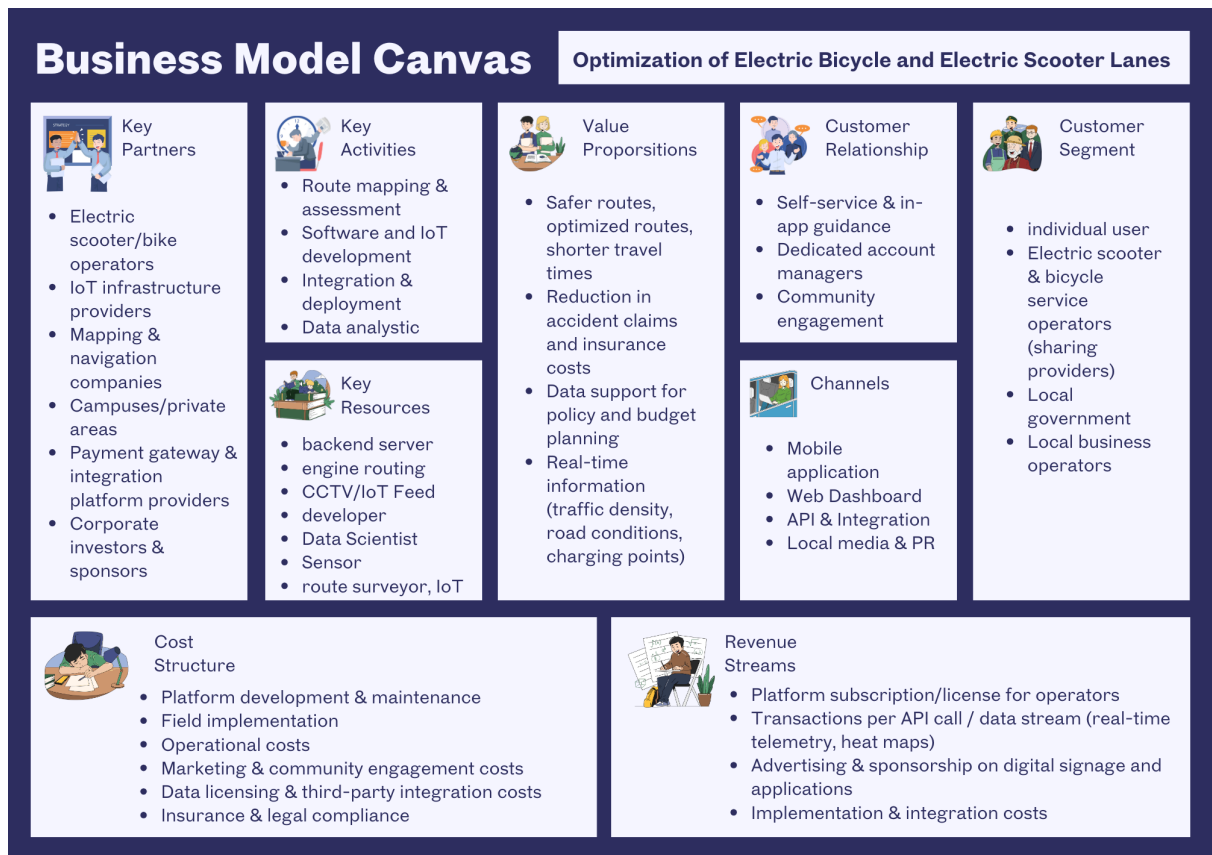 Business Model Canvas
Optimization of Electric Bicycle and Electric Scooter Lanes
Key
Partners
• Electric
scooter/bike
operators
• IoT infrastructure
providers
• Mapping &
navigation
companies
• Campuses/private
areas
• Payment gateway &
integration
platform providers
• Corporate
investors &
sponsors
Key
Activities
• Route mapping &
assessment
• Software and IoT
development
• Integration &
deployment
• Data analystic
Key
Resources
• backend server
• engine routing
• CCTV/IoT Feed
• developer
• Data Scientist
• Sensor
• route surveyor, IoT
Value
Proporsitions
• Safer routes,
optimized routes,
shorter travel
times
• Reduction in
accident claims
and insurance
costs
• Data support for
policy and budget
planning
• Real-time
information
(traffic density,
road conditions,
charging points)
Customer
Relationship
• Self-service & in-
app guidance
• Dedicated account
managers
• Community
engagement
Channels
• Mobile
application
• Web Dashboard
• API & Integration
• Local media & PR
Customer
Segment
• individual user
• Electric scooter
& bicycle
service
operators
(sharing
providers)
• Local
government
• Local business
operators
Cost
Structure
• Platform development & maintenance
• Field implementation
• Operational costs
• Marketing & community engagement costs
• Data licensing & third-party integration costs
• Insurance & legal compliance
Revenue
Streams
• Platform subscription/license for operators
• Transactions per API call / data stream (real-time
telemetry, heat maps)
• Advertising & sponsorship on digital signage and
applications
• Implementation & integration costs